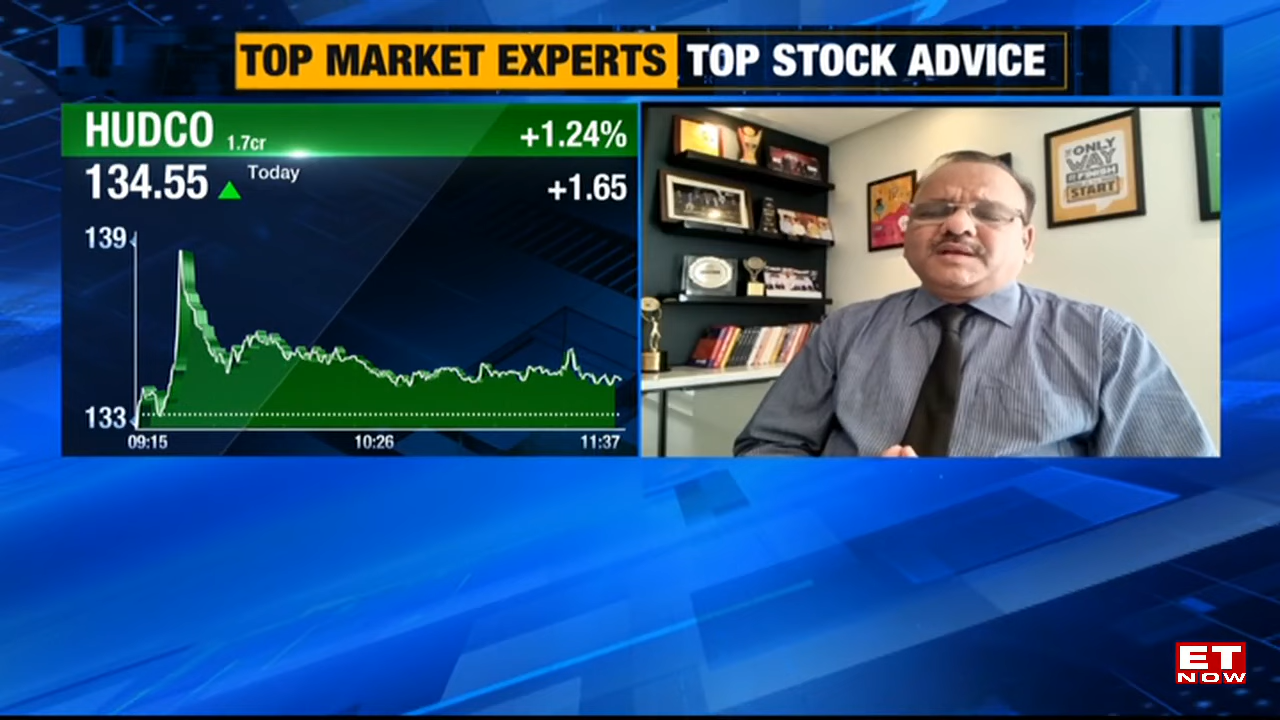 TOP MARKET EXPERTS TOP STOCK ADVICE
HUDCO 1.7cr +1.24%
134.55 Today +1.65
139
133
09:15 10:26 11:37
ONLY
WAY
FINISH
START
ET
NOW